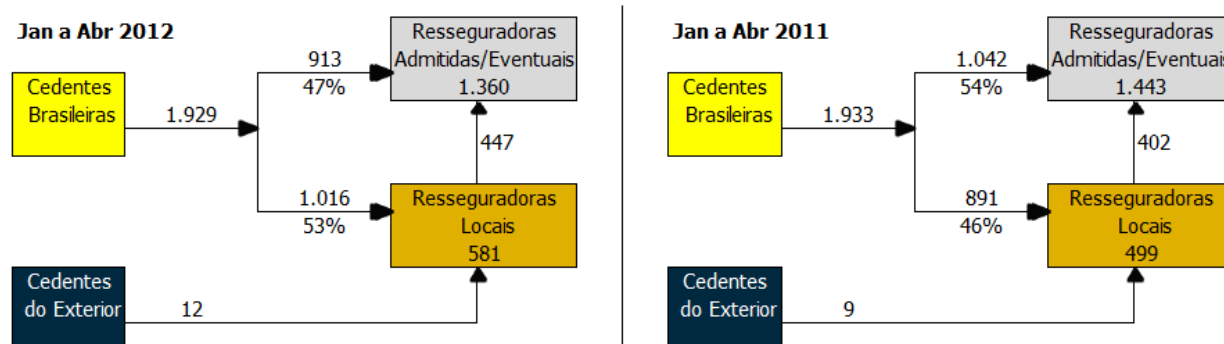 Jan a Abr 2012
Cedentes
Brasileiras
1.929
913
47%
Resseguradoras
Admitidas/Eventuais
1.360
447
1.016
53%
Resseguradoras
Locais
581
Cedentes
do Exterior
12
Jan a Abr 2011
Cedentes
Brasileiras
1.933
1.042
54%
Resseguradoras
Admitidas/Eventuais
1.443
402
891
46%
Resseguradoras
Locais
499
Cedentes
do Exterior
9